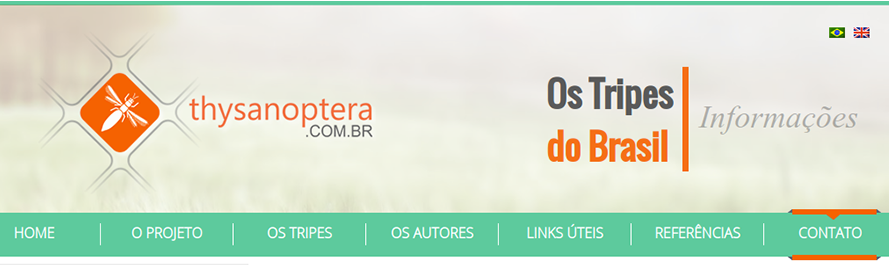 thysanoptera
.COM.BR
Os Tripes
do Brasil
Informações
HOME
O PROJETO
OS TRIPES
OS AUTORES
LINKS ÚTEIS
REFERÊNCIAS
CONTATO